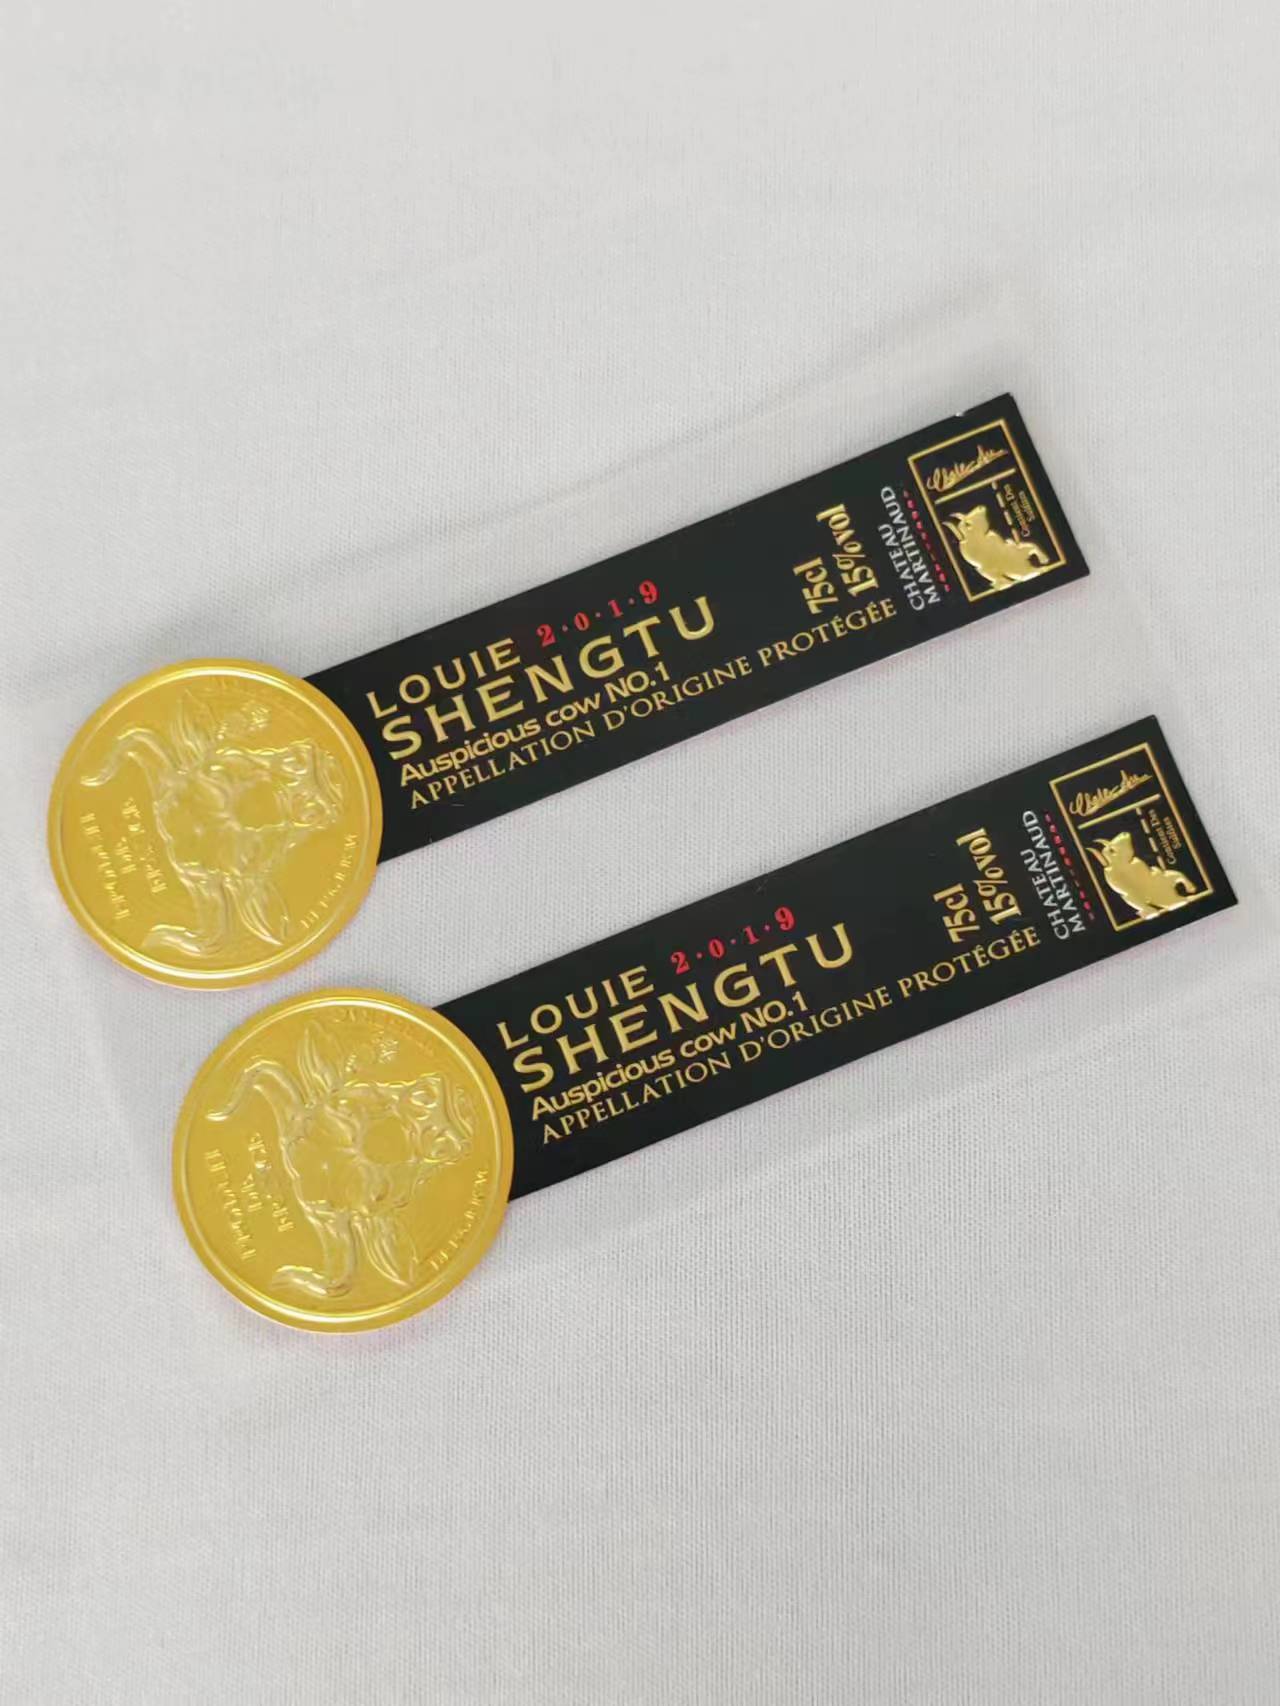 LOUIE 2·0·1·9
SHENGTU
Auspicious cow NO.1
APPELLATION D'ORIGINE PROTÉGÉE
75cl
15%vol
CHATEAU
MARTINAUD
LOUIE 2·0·1·9
SHENGTU
Auspicious cow NO.1
APPELLATION D'ORIGINE PROTÉGÉE
75cl
15%vol
CHATEAU
MARTINAUD